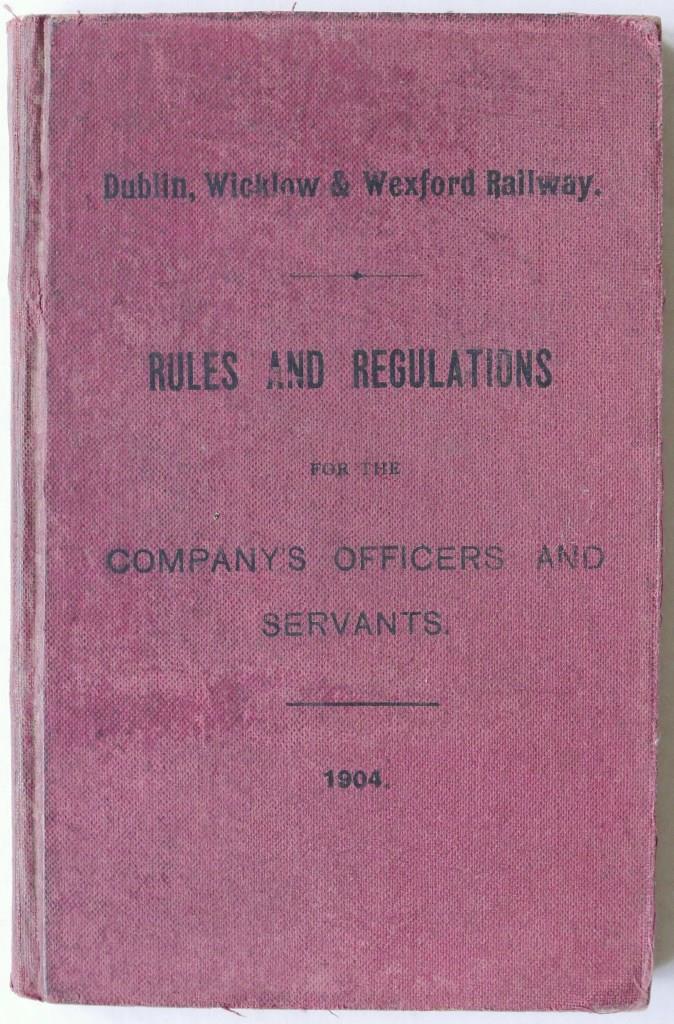 Dublin, Wicklow & Wexford Railway.
RULES AND REGULATIONS
FOR THE
COMPANY'S OFFICERS AND
SERVANTS.
1904.